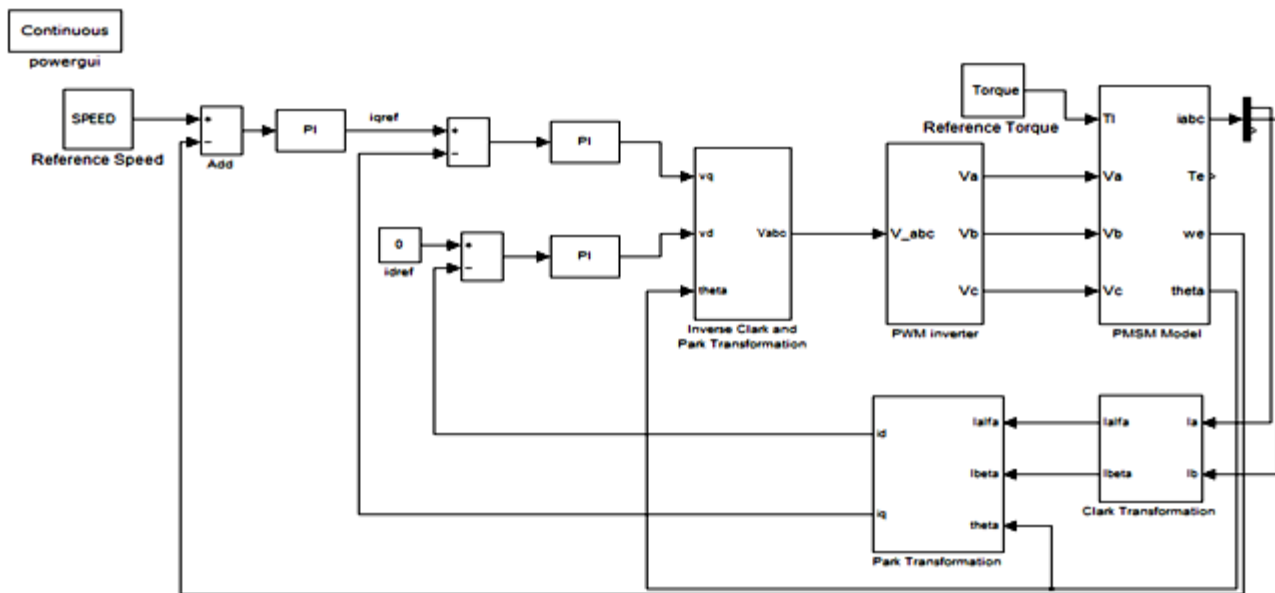 Continuous
powergui
SPEED
Reference Speed
+
−
Add
PI
iqref
+
−
PI
0
idref
+
−
PI
vq
vd
theta
Vabc
Inverse Clark and
Park Transformation
V_abc
Va
Vb
Vc
PWM inverter
Torque
Reference Torque
Tl
Va
Vb
Vc
iabc
Te
we
theta
PMSM Model
id
iq
Ialfa
Ibeta
theta
Park Transformation
Ialfa
Ibeta
Ia
Ib
Clark Transformation